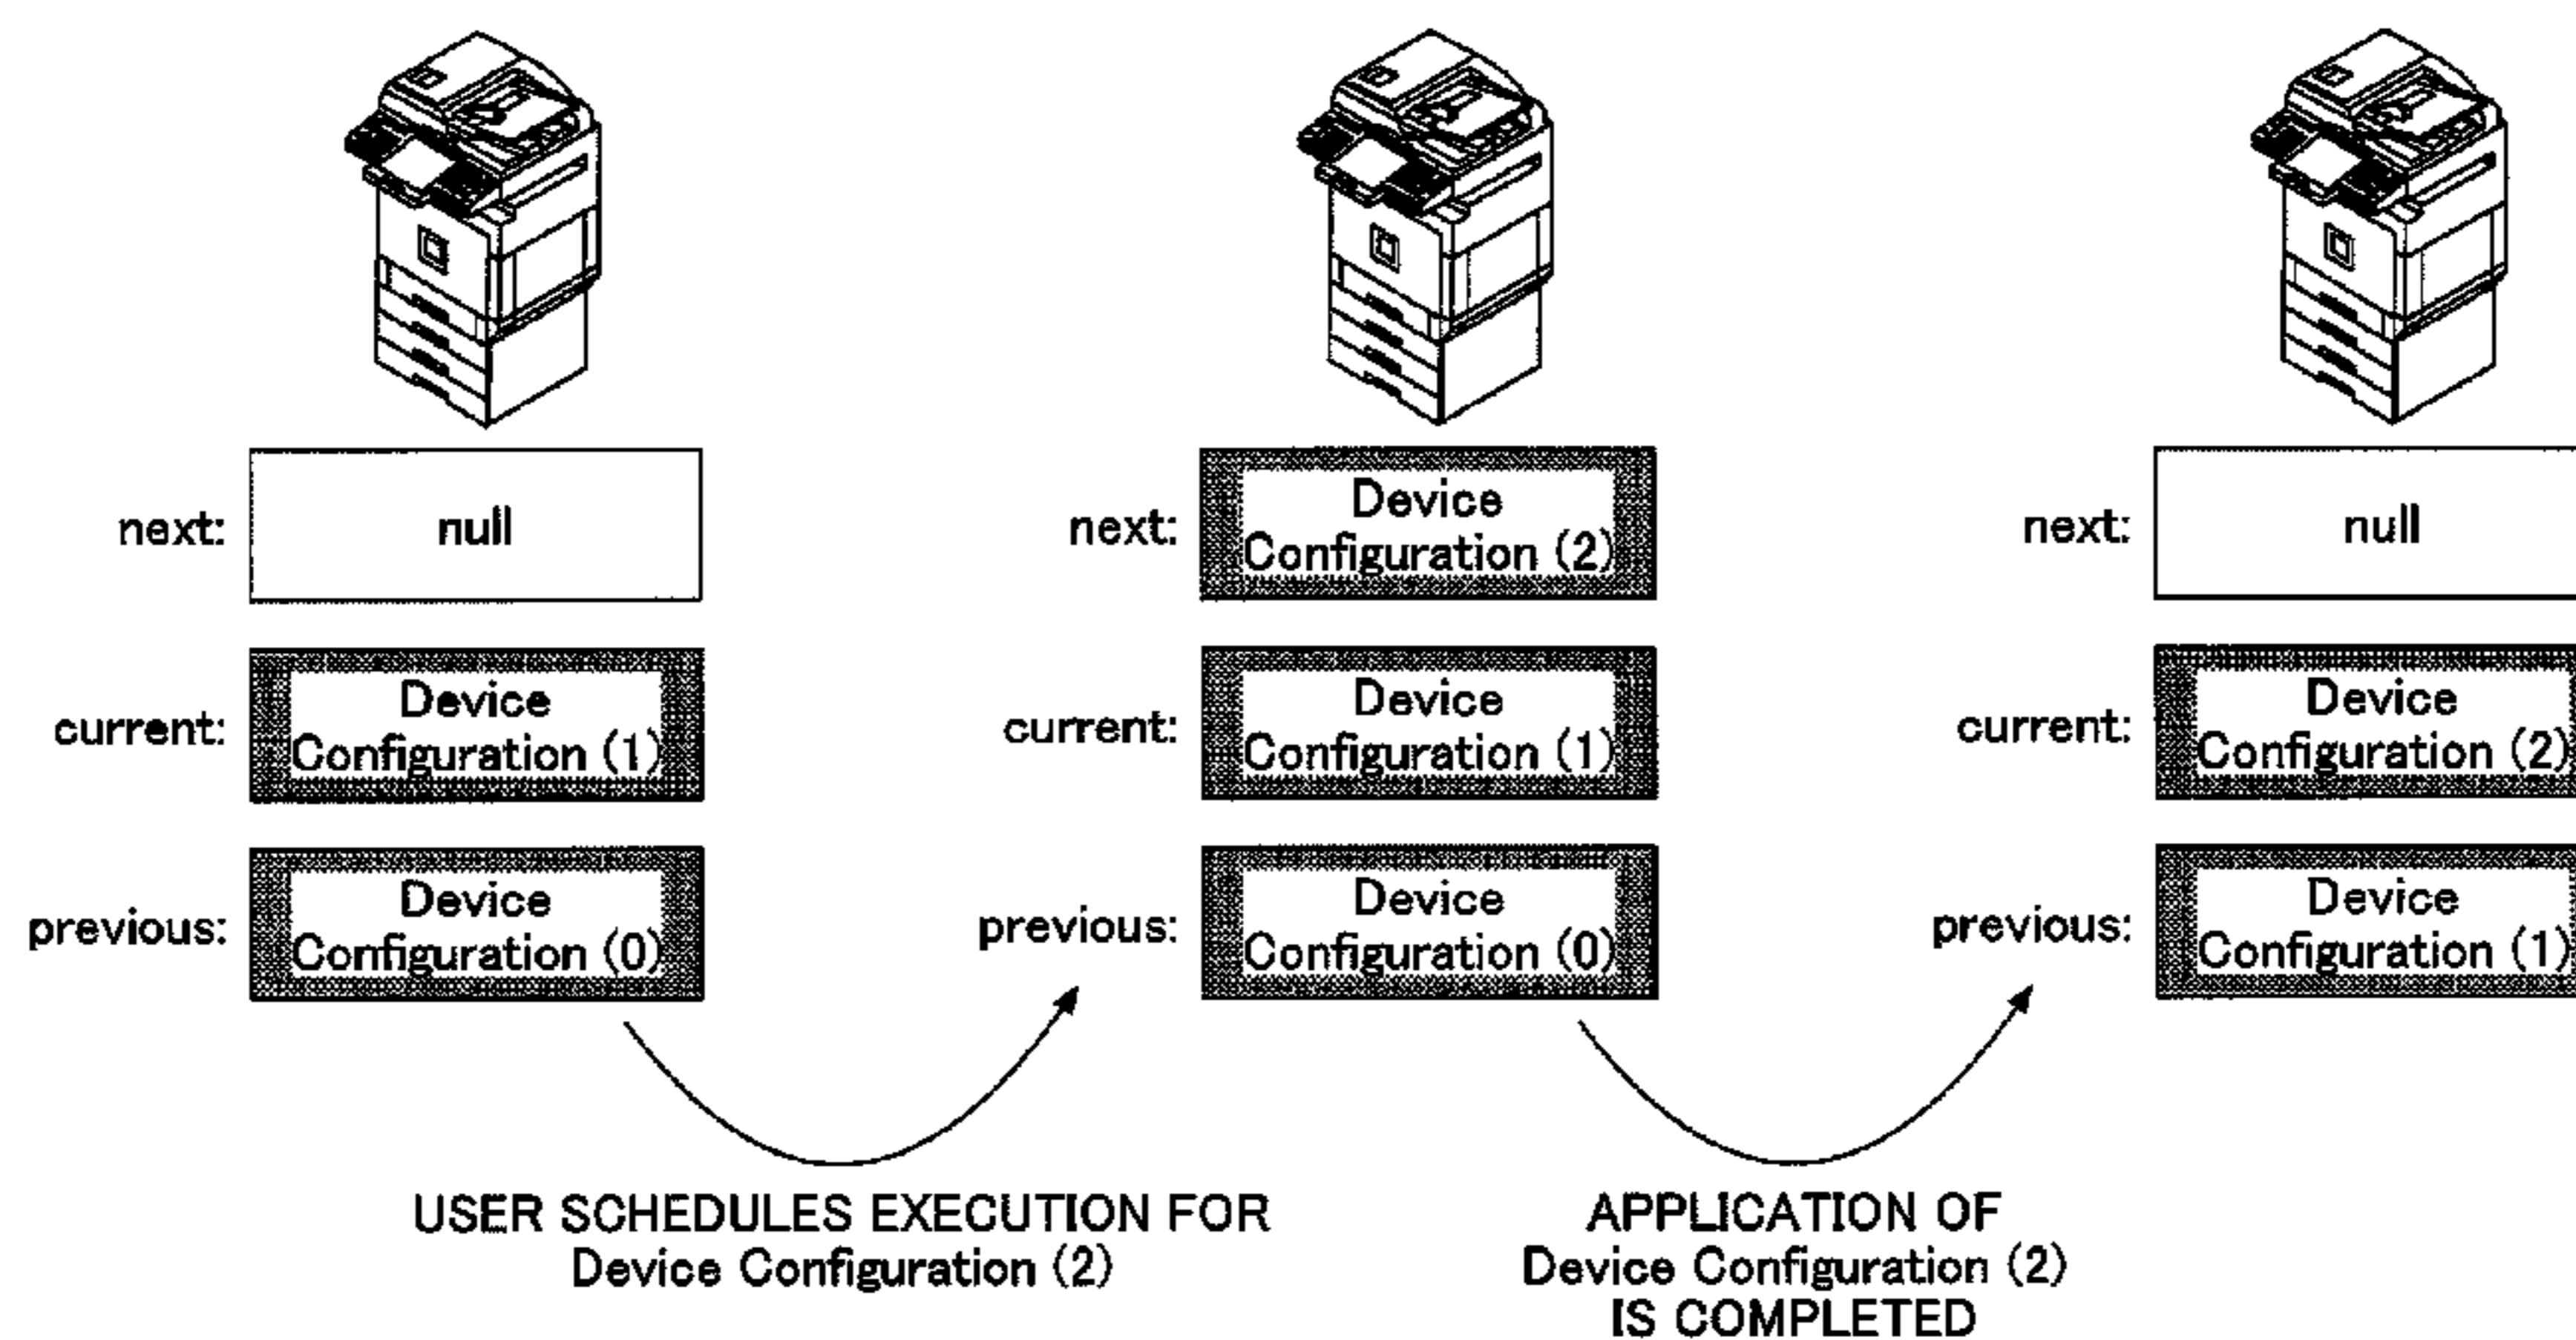 next: null
current: Device
Configuration (1)
previous: Device
Configuration (0)
next: Device
Configuration (2)
current: Device
Configuration (1)
previous: Device
Configuration (0)
next: null
current: Device
Configuration (2)
previous: Device
Configuration (1)
USER SCHEDULES EXECUTION FOR
Device Configuration (2)
APPLICATION OF
Device Configuration (2)
IS COMPLETED